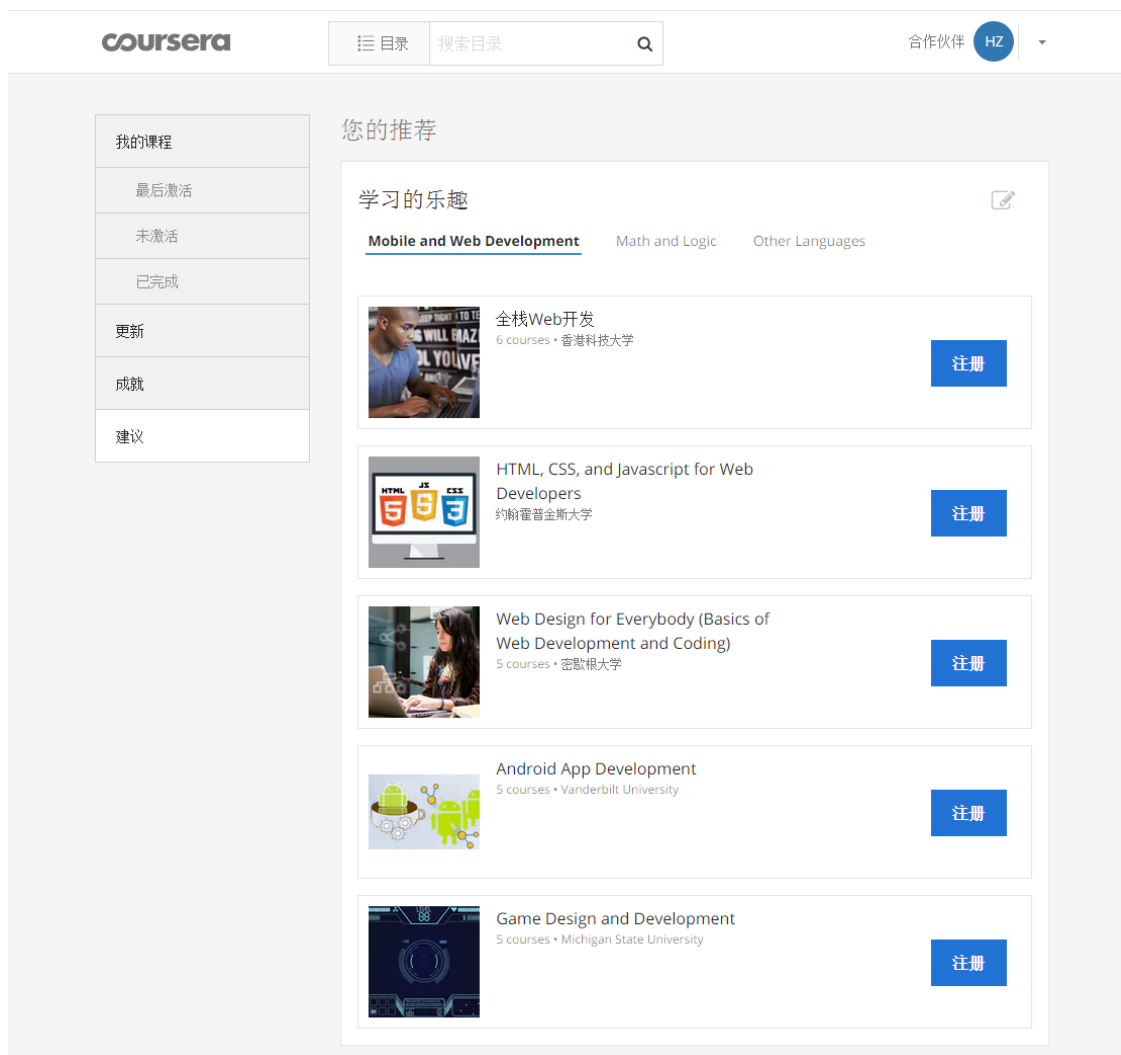 coursera
目录
搜索目录
合作伙伴
HZ
我的课程
最后激活
未激活
已完成
更新
成就
建议
您的推荐
学习的乐趣
Mobile and Web Development
Math and Logic
Other Languages
全栈Web开发
6 courses • 香港科技大学
注册
HTML, CSS, and Javascript for Web
Developers
约翰霍普金斯大学
注册
HTML
JS
CSS
Web Design for Everybody (Basics of
Web Development and Coding)
5 courses • 密歇根大学
注册
Android App Development
5 courses • Vanderbilt University
注册
Game Design and Development
5 courses • Michigan State University
注册
88